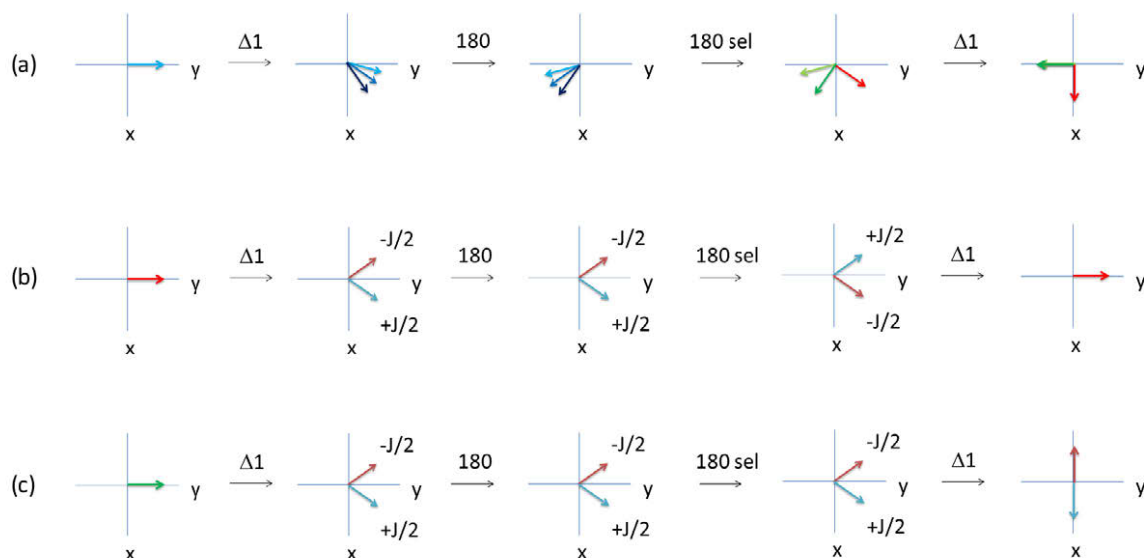 Δ1 180 180 sel Δ1
(a) y y y y y
x x x x x
-J/2 -J/2 +J/2
Δ1 180 180 sel Δ1
(b) y y y y y
+J/2 +J/2 -J/2
x x x x x
-J/2 -J/2 -J/2
Δ1 180 180 sel Δ1
(c) y y y y y
+J/2 +J/2 +J/2
x x x x x